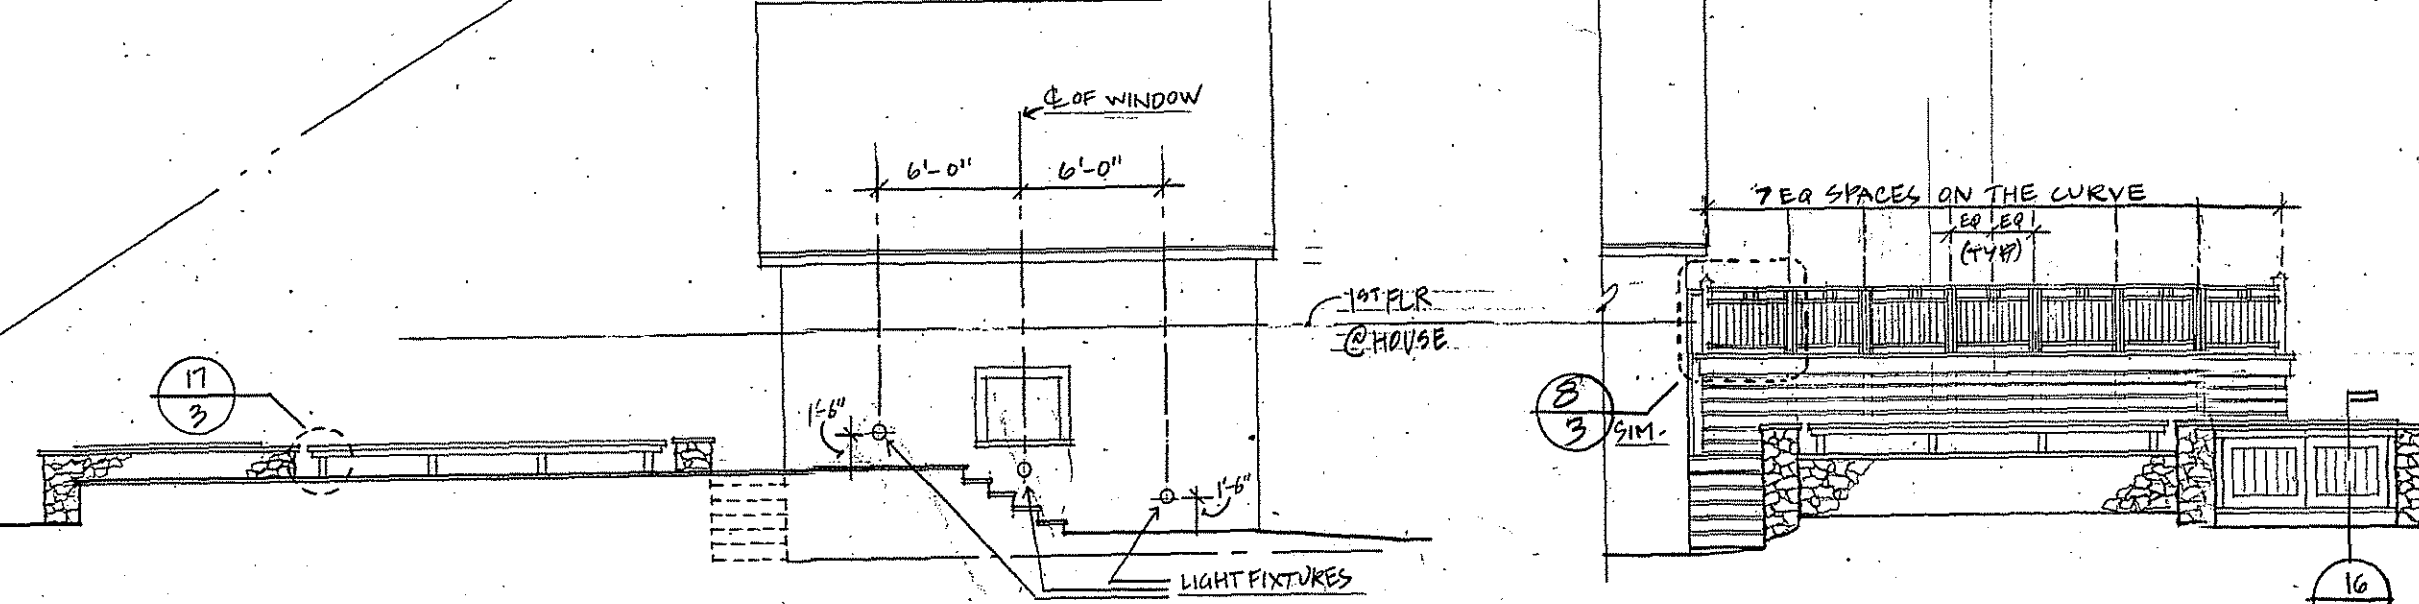 ℄ OF WINDOW
6'-0" 6'-0"
7 EQ SPACES ON THE CURVE
EQ EQ
(TYP)
1ST FLR
@ HOUSE
17
3
1'-6"
8
3
SIM.
1'-6"
LIGHT FIXTURES
16